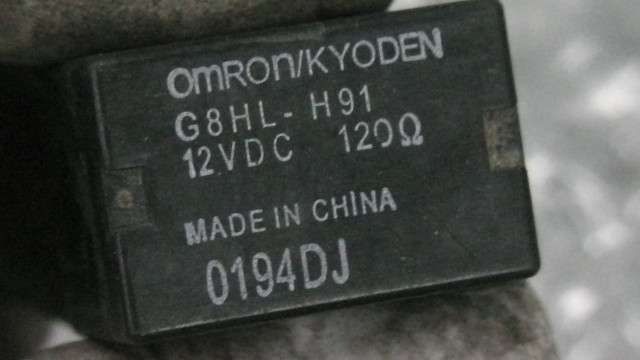 OMRON/KYODEN
G8HL-H91
12VDC 120Ω
MADE IN CHINA
0194DJ